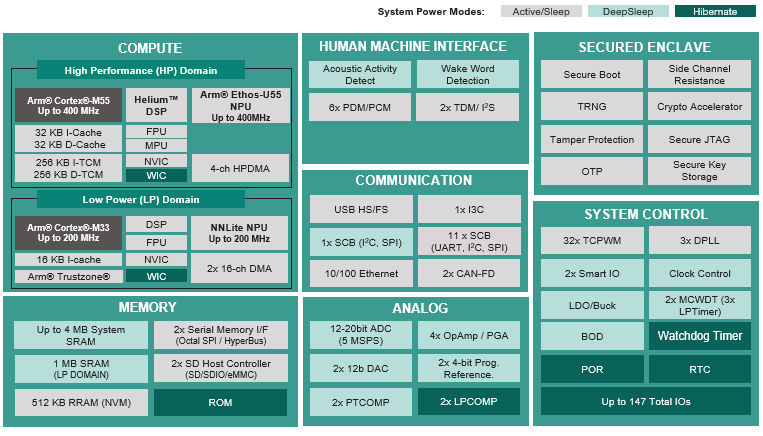 System Power Modes: Active/Sleep DeepSleep Hibernate
COMPUTE
High Performance (HP) Domain
Arm® Cortex®-M55
Up to 400 MHz
Helium™
DSP
Arm® Ethos-U55
NPU
Up to 400MHz
32 KB I-Cache
32 KB D-Cache
FPU
MPU
256 KB I-TCM
256 KB D-TCM
NVIC
WIC
4-ch HPDMA
Low Power (LP) Domain
Arm® Cortex®-M33
Up to 200 MHz
DSP
FPU
NNLite NPU
Up to 200 MHz
16 KB I-cache
NVIC
2x 16-ch DMA
Arm® Trustzone®
WIC
MEMORY
Up to 4 MB System
SRAM
2x Serial Memory I/F
(Octal SPI / HyperBus)
1 MB SRAM
(LP DOMAIN)
2x SD Host Controller
(SD/SDIO/eMMC)
512 KB RRAM (NVM)
ROM
HUMAN MACHINE INTERFACE
Acoustic Activity
Detect
Wake Word
Detection
6x PDM/PCM
2x TDM/ I²S
COMMUNICATION
USB HS/FS
1x I3C
1x SCB (I²C, SPI)
11 x SCB
(UART, I²C, SPI)
10/100 Ethernet
2x CAN-FD
ANALOG
12-20bit ADC
(5 MSPS)
4x OpAmp / PGA
2x 12b DAC
2x 4-bit Prog.
Reference.
2x PTCOMP
2x LPCOMP
SECURED ENCLAVE
Secure Boot
Side Channel
Resistance
TRNG
Crypto Accelerator
Tamper Protection
Secure JTAG
OTP
Secure Key
Storage
SYSTEM CONTROL
32x TCPWM
3x DPLL
2x Smart IO
Clock Control
LDO/Buck
2x MCWDT (3x
LPTimer)
BOD
Watchdog Timer
POR
RTC
Up to 147 Total IOs